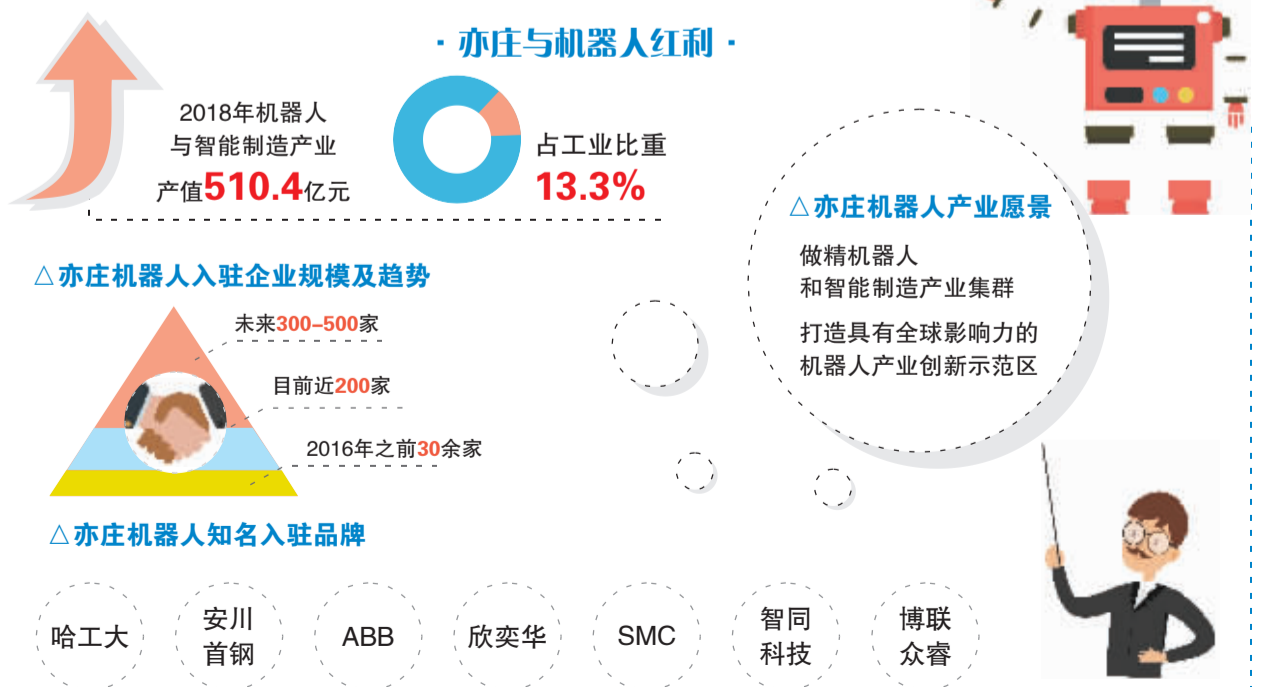 ·亦庄与机器人红利·
2018年机器人
与智能制造产业
产值510.4亿元
占工业比重
13.3%
△亦庄机器人产业愿景
做精机器人
和智能制造产业集群
打造具有全球影响力的
机器人产业创新示范区
△亦庄机器人入驻企业规模及趋势
未来300-500家
目前近200家
2016年之前30余家
△亦庄机器人知名入驻品牌
哈工大
安川
首钢
ABB
欣奕华
SMC
智同
科技
博联
众睿